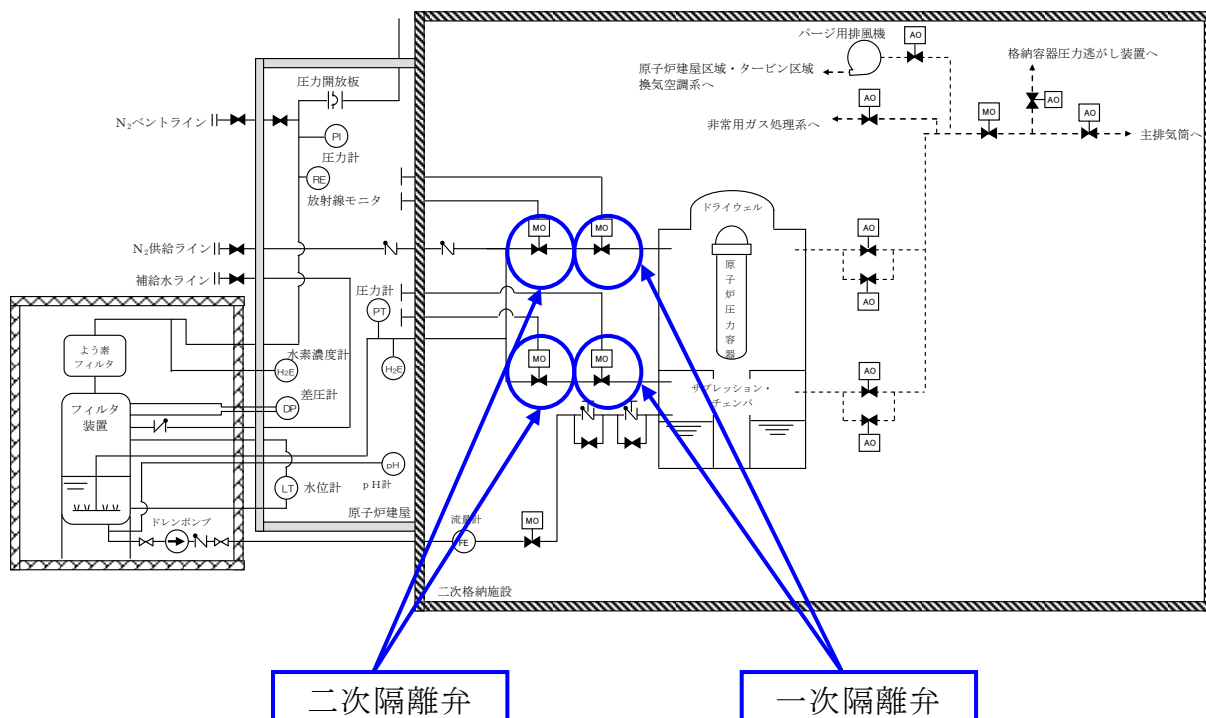 パージ用排風機
AO
格納容器圧力逃がし装置へ
圧力開放板
原子炉建屋区域・タービン区域
換気空調系へ
AO
AO
N₂ベントライン
PI
非常用ガス処理系へ
MO
AO
圧力計
主排気筒へ
RE
放射線モニタ
ドライウェル
MO
MO
AO
N₂供給ライン
補給水ライン
原子炉圧力容器
圧力計
AO
PT
よう素
フィルタ
水素濃度計
H₂E
H₂E
MO
MO
AO
サプレッション・
チェンバ
差圧計
DP
フィルタ
装置
AO
pH
pH計
LT
水位計
原子炉建屋
ドレンポンプ
流量計
FE
MO
二次格納施設
二次隔離弁
一次隔離弁